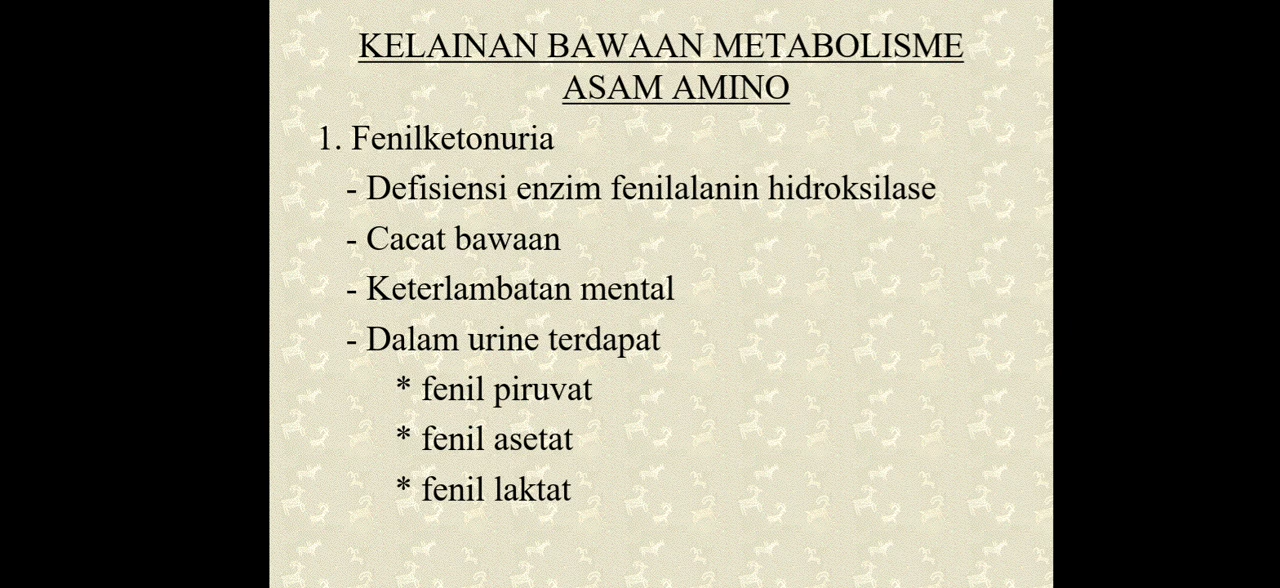 KELAINAN BAWAAN METABOLISME
ASAM AMINO
1. Fenilketonuria
- Defisiensi enzim fenilalanin hidroksilase
- Cacat bawaan
- Keterlambatan mental
- Dalam urine terdapat
* fenil piruvat
* fenil asetat
* fenil laktat